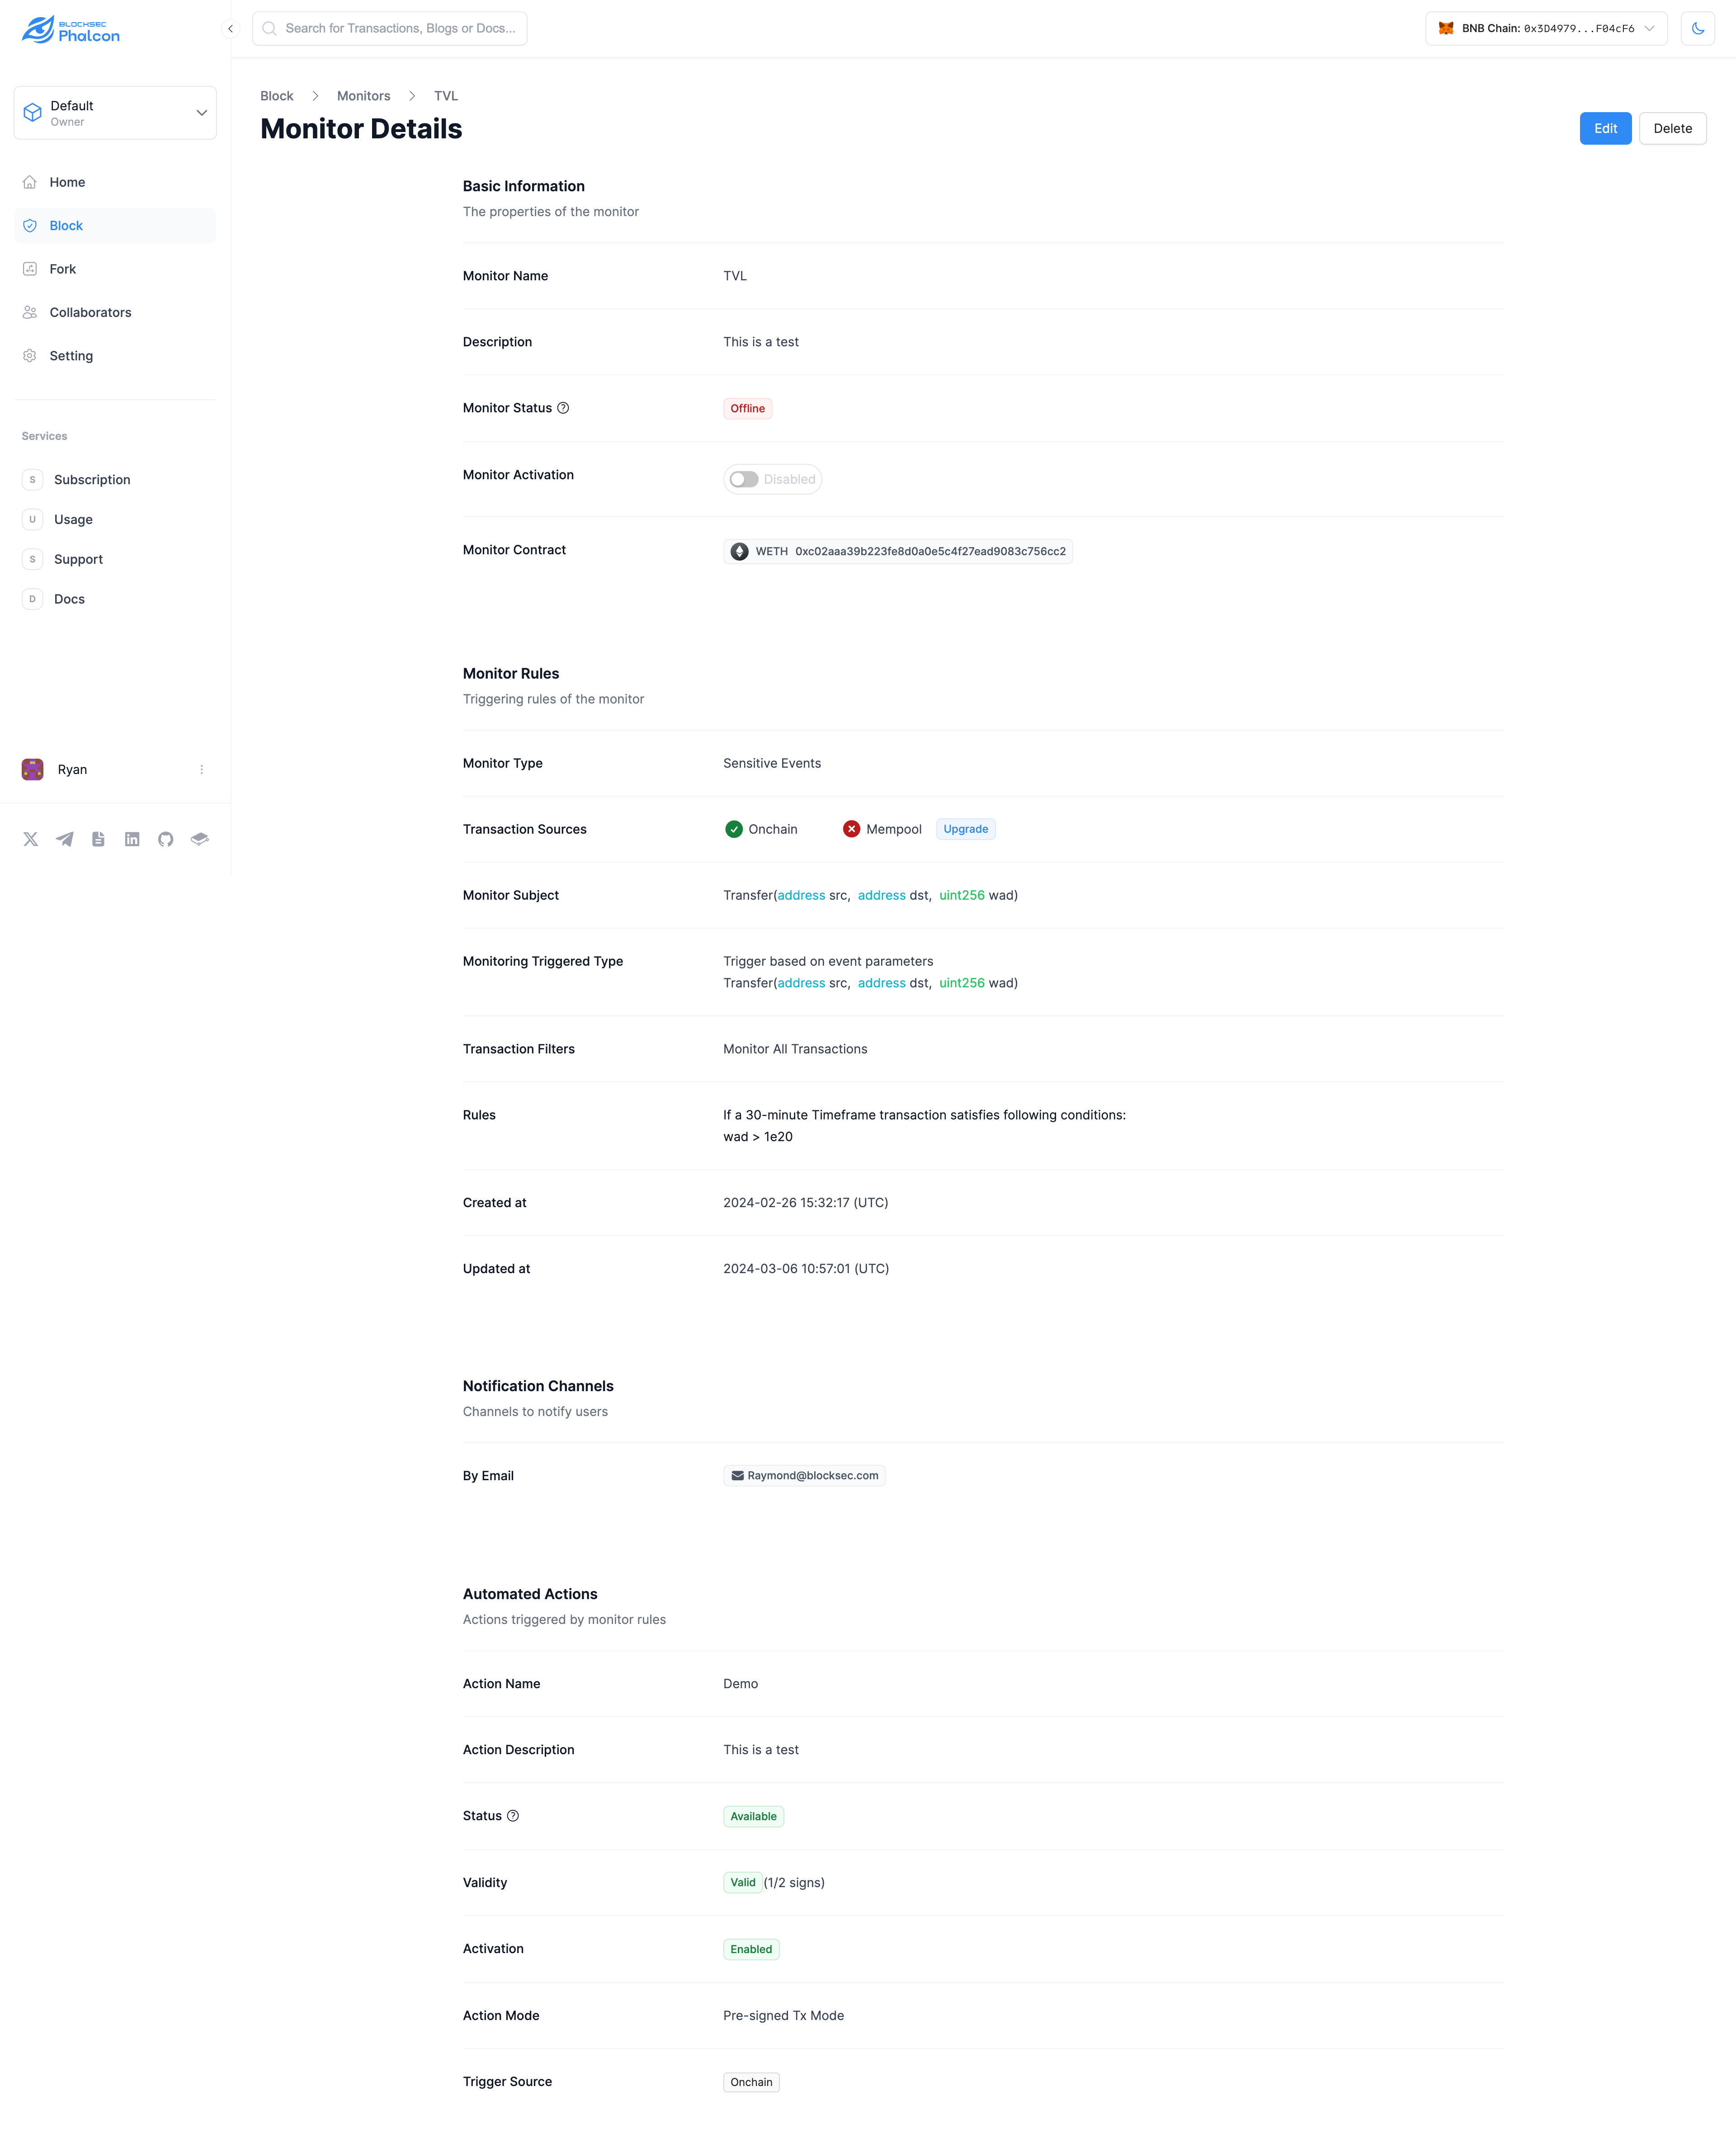 BLOCKSEC
Phalcon
Search for Transactions, Blogs or Docs...
BNB Chain: 0x3D4979...F04cF6
Default
Owner
Home
Block
Fork
Collaborators
Setting
Services
S Subscription
U Usage
S Support
D Docs
Ryan
Block > Monitors > TVL
Monitor Details
Edit
Delete
Basic Information
The properties of the monitor
Monitor Name TVL
Description This is a test
Monitor Status Offline
Monitor Activation Disabled
Monitor Contract WETH 0xc02aaa39b223fe8d0a0e5c4f27ead9083c756cc2
Monitor Rules
Triggering rules of the monitor
Monitor Type Sensitive Events
Transaction Sources Onchain Mempool Upgrade
Monitor Subject Transfer(address src, address dst, uint256 wad)
Monitoring Triggered Type Trigger based on event parameters
Transfer(address src, address dst, uint256 wad)
Transaction Filters Monitor All Transactions
Rules If a 30-minute Timeframe transaction satisfies following conditions:
wad > 1e20
Created at 2024-02-26 15:32:17 (UTC)
Updated at 2024-03-06 10:57:01 (UTC)
Notification Channels
Channels to notify users
By Email Raymond@blocksec.com
Automated Actions
Actions triggered by monitor rules
Action Name Demo
Action Description This is a test
Status Available
Validity Valid (1/2 signs)
Activation Enabled
Action Mode Pre-signed Tx Mode
Trigger Source Onchain